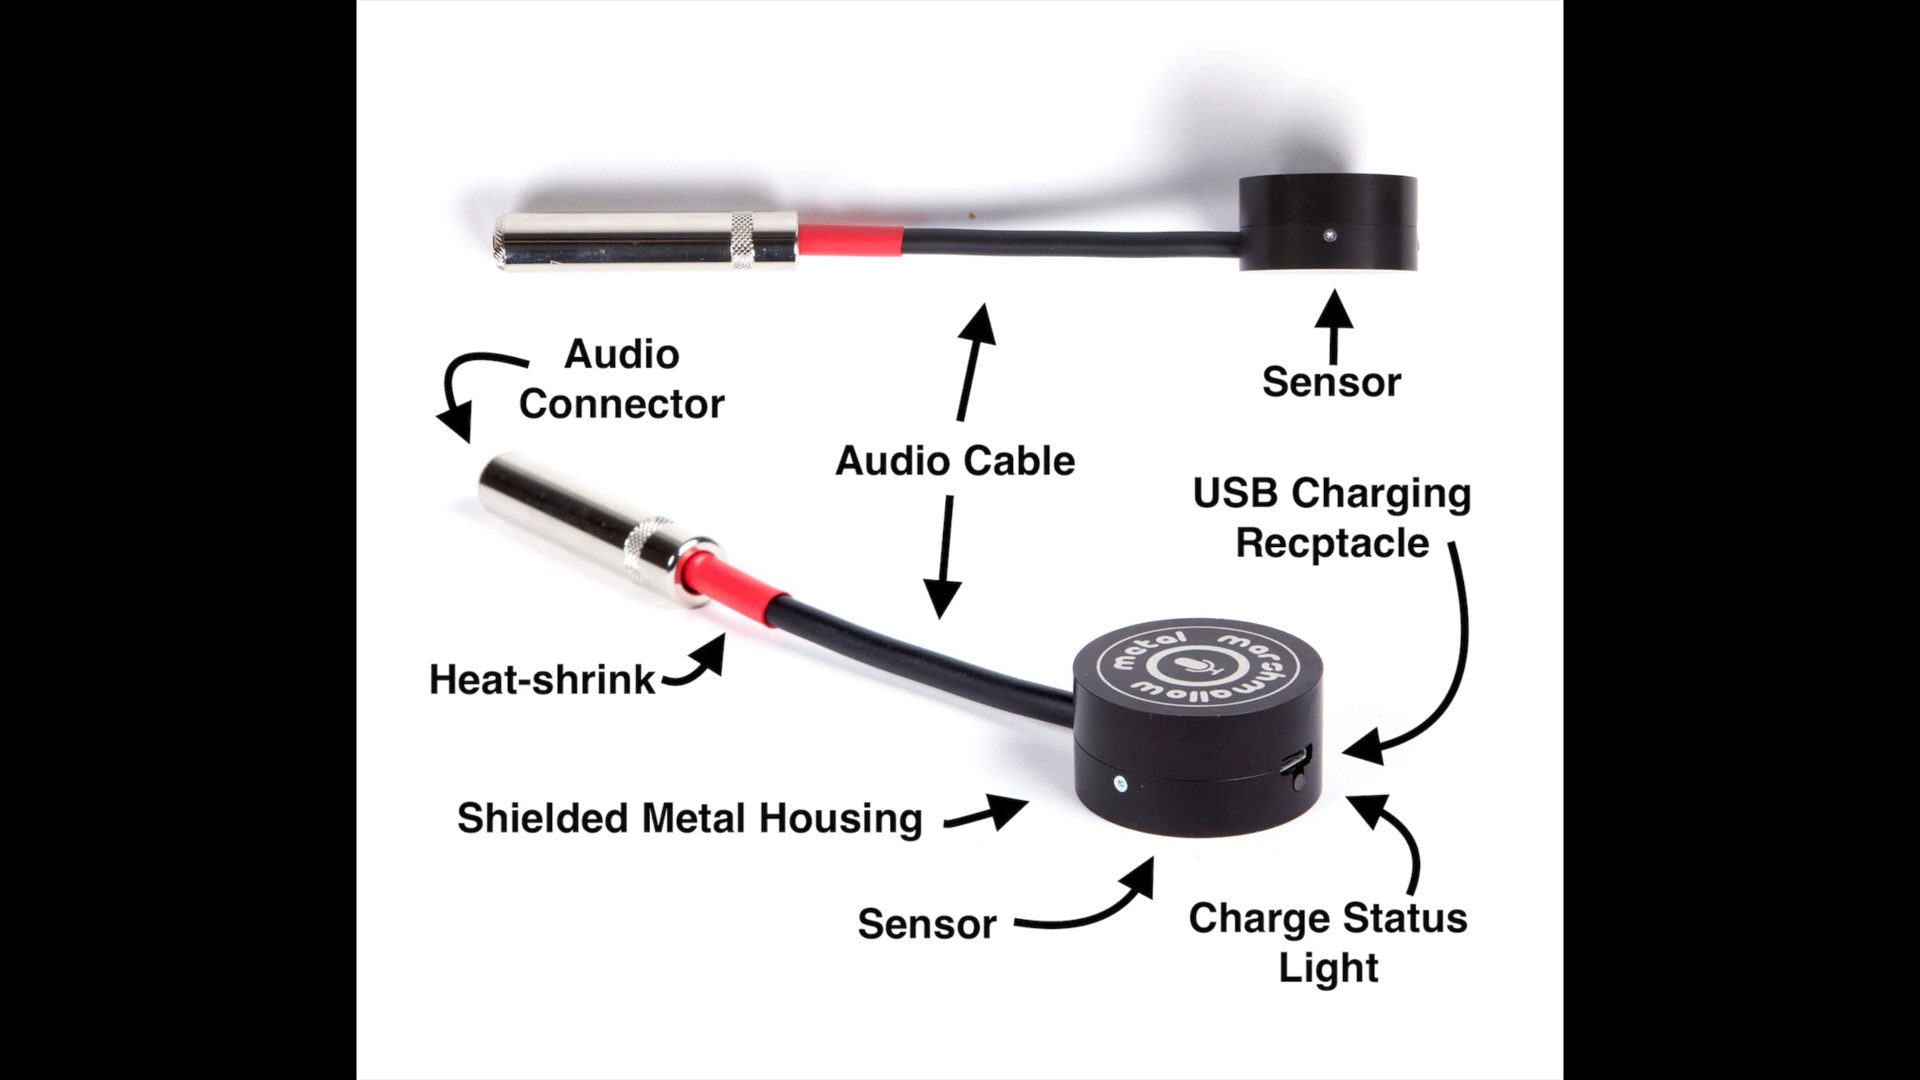 Audio
Connector
Sensor
Audio Cable
USB Charging
Recptacle
Heat-shrink
metal marshmallow
Shielded Metal Housing
Sensor
Charge Status
Light